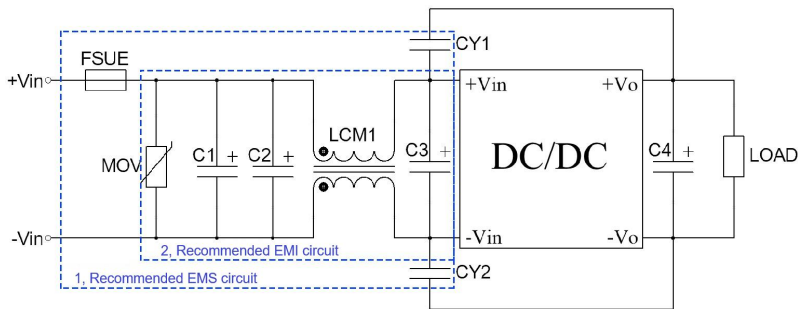 CY1
FSUE
+Vin
+Vin
+Vo
LCM1
MOV
C1 +
C2 +
C3 +
DC/DC
C4 +
LOAD
-Vin
-Vin
-Vo
2, Recommended EMI circuit
1, Recommended EMS circuit
CY2